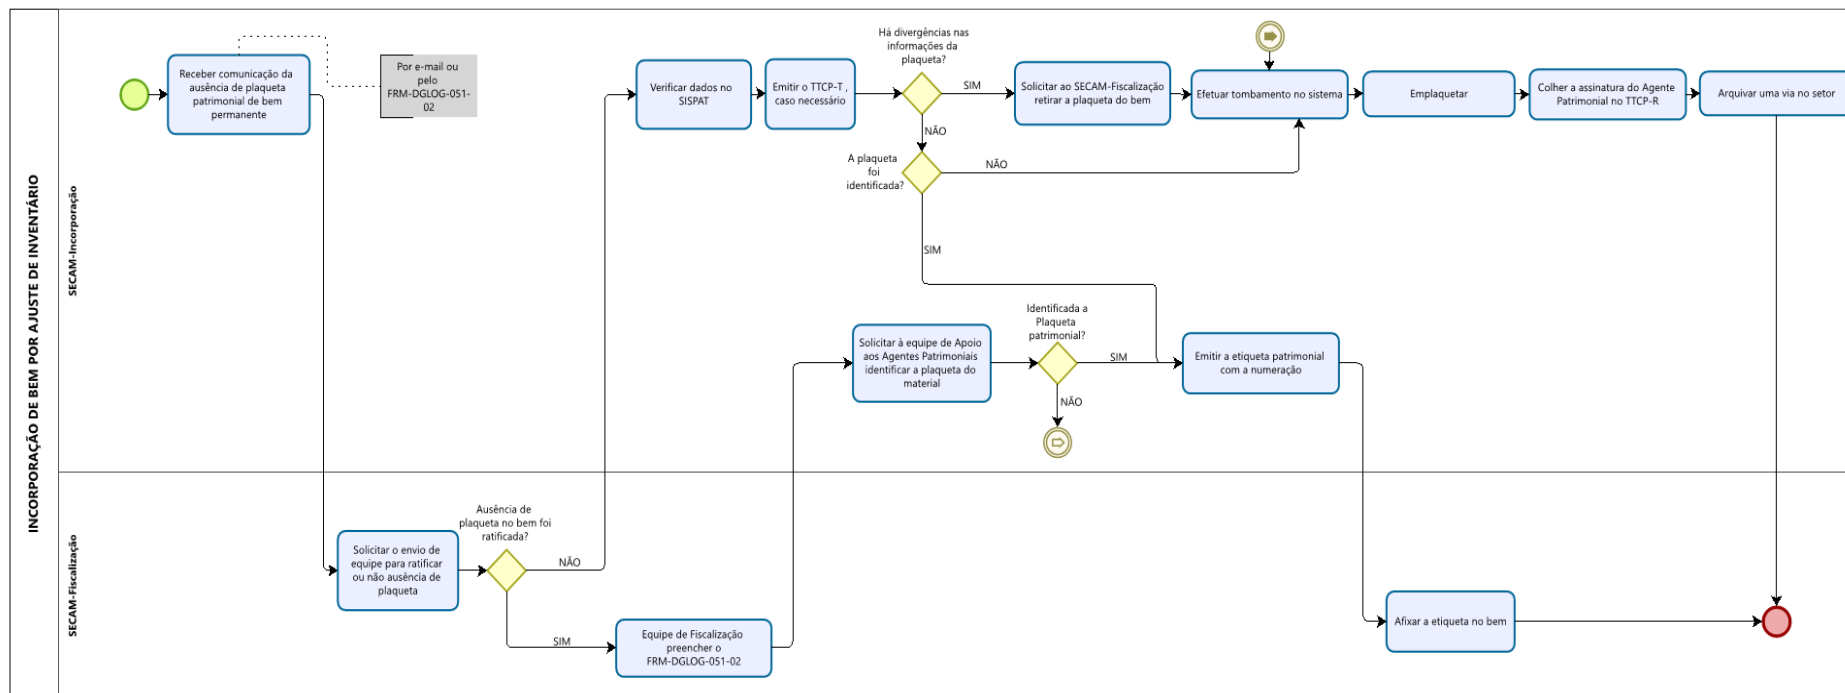 INCORPORAÇÃO DE BEM POR AJUSTE DE INVENTÁRIO
SECAM-Incorporação
Receber comunicação da
ausência de plaqueta
patrimonial de bem
permanente
Por e-mail ou
pelo
FRM-DGLOG-051-
02
Verificar dados no
SISPAT
Emitir o TTCP-T ,
caso necessário
Há divergências nas
informações da
plaqueta?
SIM
NÃO
Solicitar ao SECAM-Fiscalização
retirar a plaqueta do bem
Efetuar tombamento no sistema
Emplaquetar
Colher a assinatura do Agente
Patrimonial no TTCP-R
Arquivar uma via no setor
A plaqueta
foi
identificada?
NÃO
SIM
Solicitar à equipe de Apoio
aos Agentes Patrimoniais
identificar a plaqueta do
material
Identificada a
Plaqueta
patrimonial?
SIM
NÃO
Emitir a etiqueta patrimonial
com a numeração
SECAM-Fiscalização
Solicitar o envio de
equipe para ratificar
ou não ausência de
plaqueta
Ausência de
plaqueta no bem foi
ratificada?
NÃO
SIM
Equipe de Fiscalização
preencher o
FRM-DGLOG-051-02
Afixar a etiqueta no bem